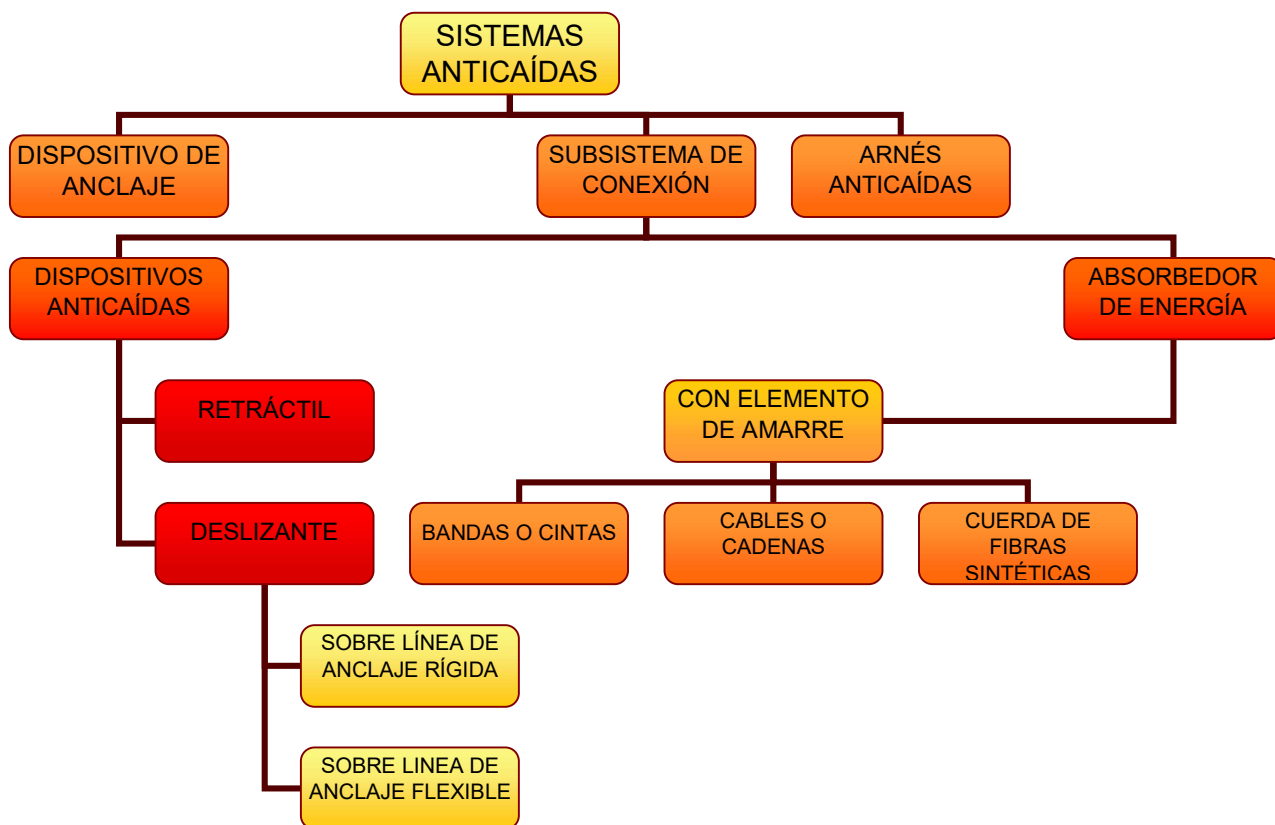 SISTEMAS
ANTICAÍDAS
DISPOSITIVO DE
ANCLAJE
SUBSISTEMA DE
CONEXIÓN
ARNÉS
ANTICAÍDAS
DISPOSITIVOS
ANTICAÍDAS
ABSORBEDOR
DE ENERGÍA
RETRÁCTIL
CON ELEMENTO
DE AMARRE
DESLIZANTE
BANDAS O CINTAS
CABLES O
CADENAS
CUERDA DE
FIBRAS
SINTÉTICAS
SOBRE LÍNEA DE
ANCLAJE RÍGIDA
SOBRE LINEA DE
ANCLAJE FLEXIBLE